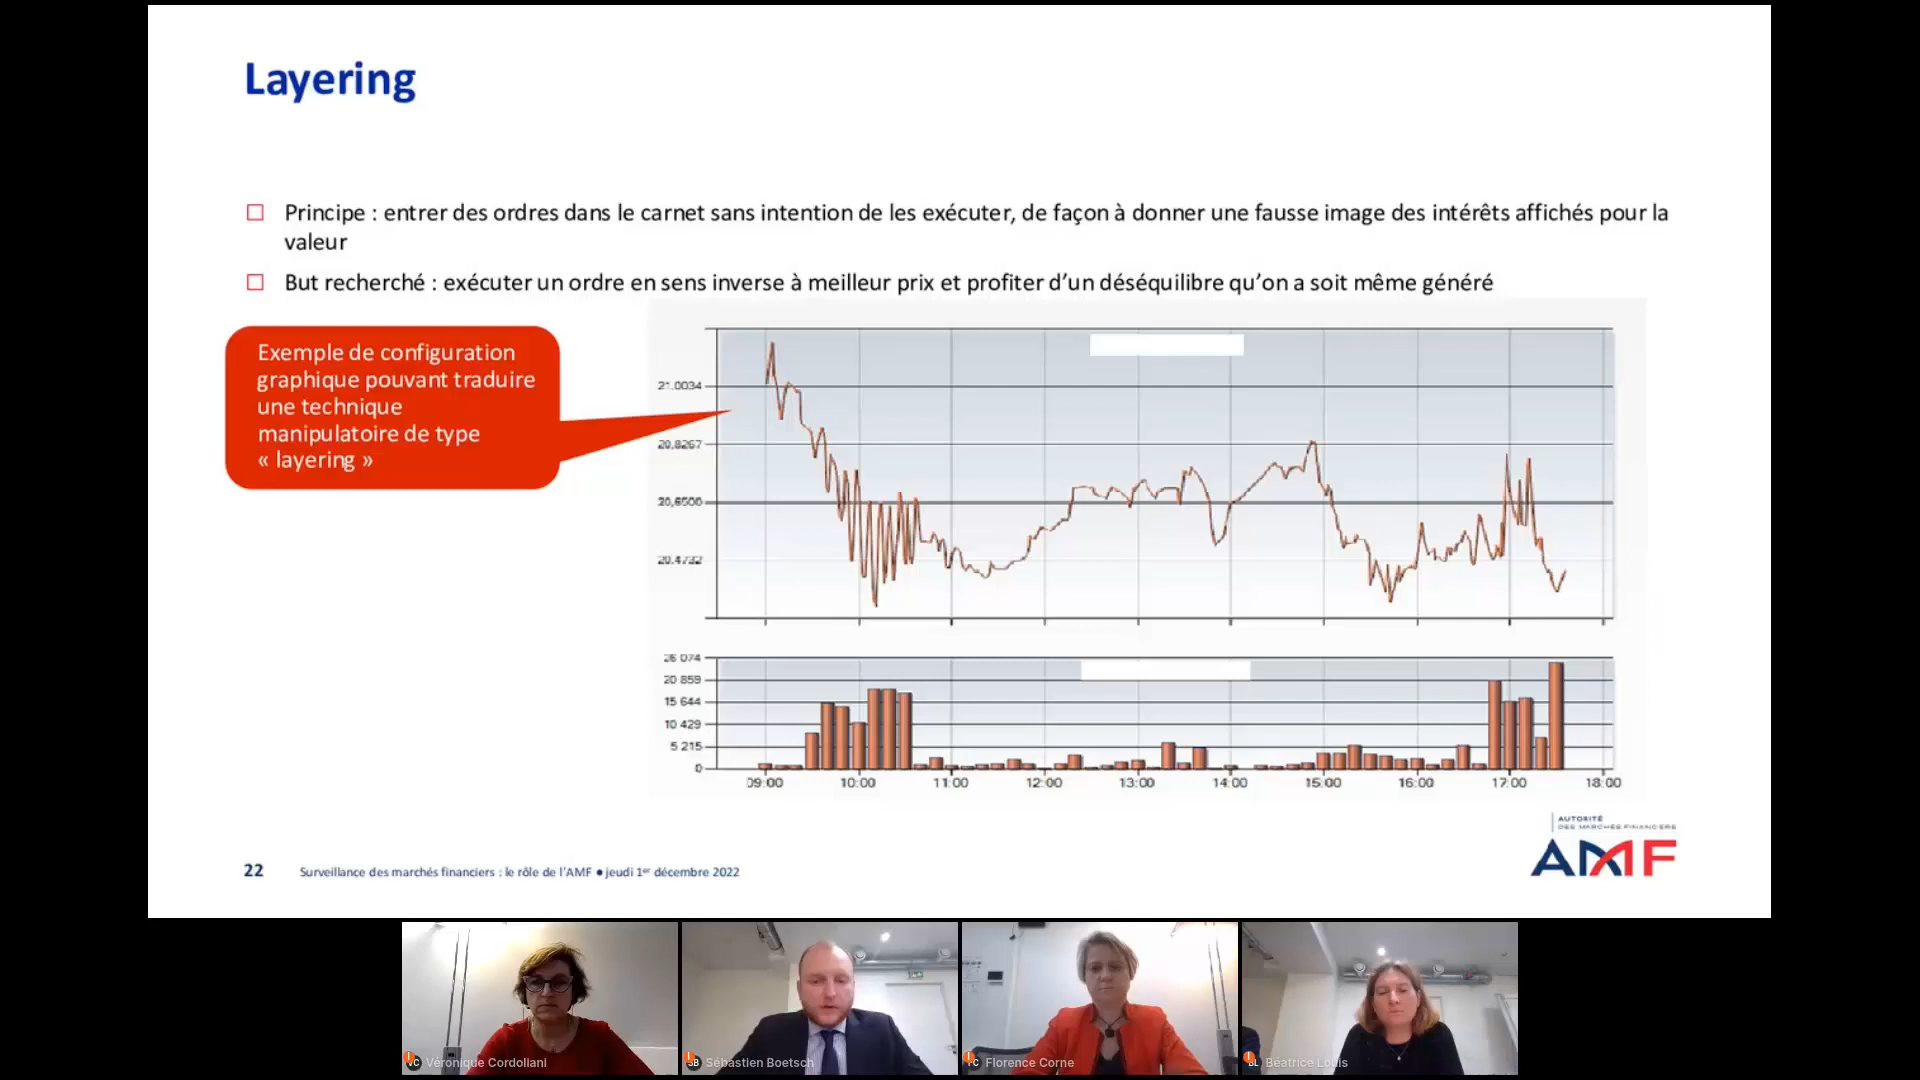 Layering
Principe : entrer des ordres dans le carnet sans intention de les exécuter, de façon à donner une fausse image des intérêts affichés pour la
valeur
But recherché : exécuter un ordre en sens inverse à meilleur prix et profiter d'un déséquilibre qu'on a soit même généré
Exemple de configuration
graphique pouvant traduire
une technique
manipulatoire de type
« layering »
21.0034
20,8267
20,6500
20.4732
26 074
20 859
15 644
10 429
5 215
0
09:00 10:00 11:00 12:00 13:00 14:00 15:00 16:00 17:00 18:00
AUTORITÉ
DES MARCHÉS FINANCIERS
AMF
22 Surveillance des marchés financiers : le rôle de l'AMF ● jeudi 1er décembre 2022
VC Véronique Cordoliani
SB Sébastien Boetsch
FC Florence Corne
BL Béatrice Louis